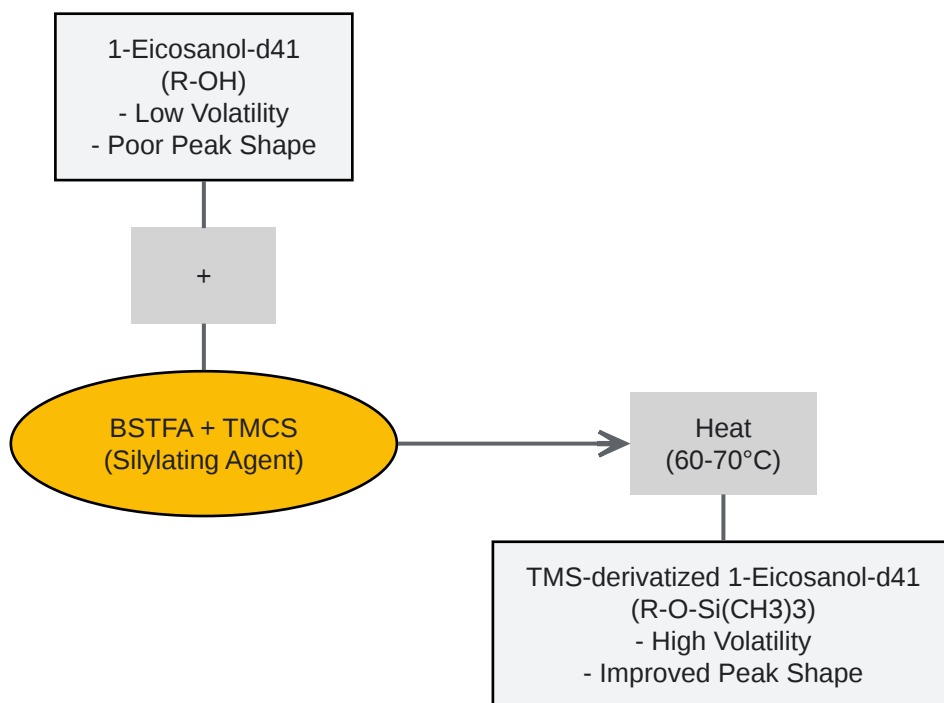 1-Eicosanol-d41
(R-OH)
- Low Volatility
- Poor Peak Shape
+
BSTFA + TMCS
(Silylating Agent)
Heat
(60-70°C)
TMS-derivatized 1-Eicosanol-d41
(R-O-Si(CH3)3)
- High Volatility
- Improved Peak Shape